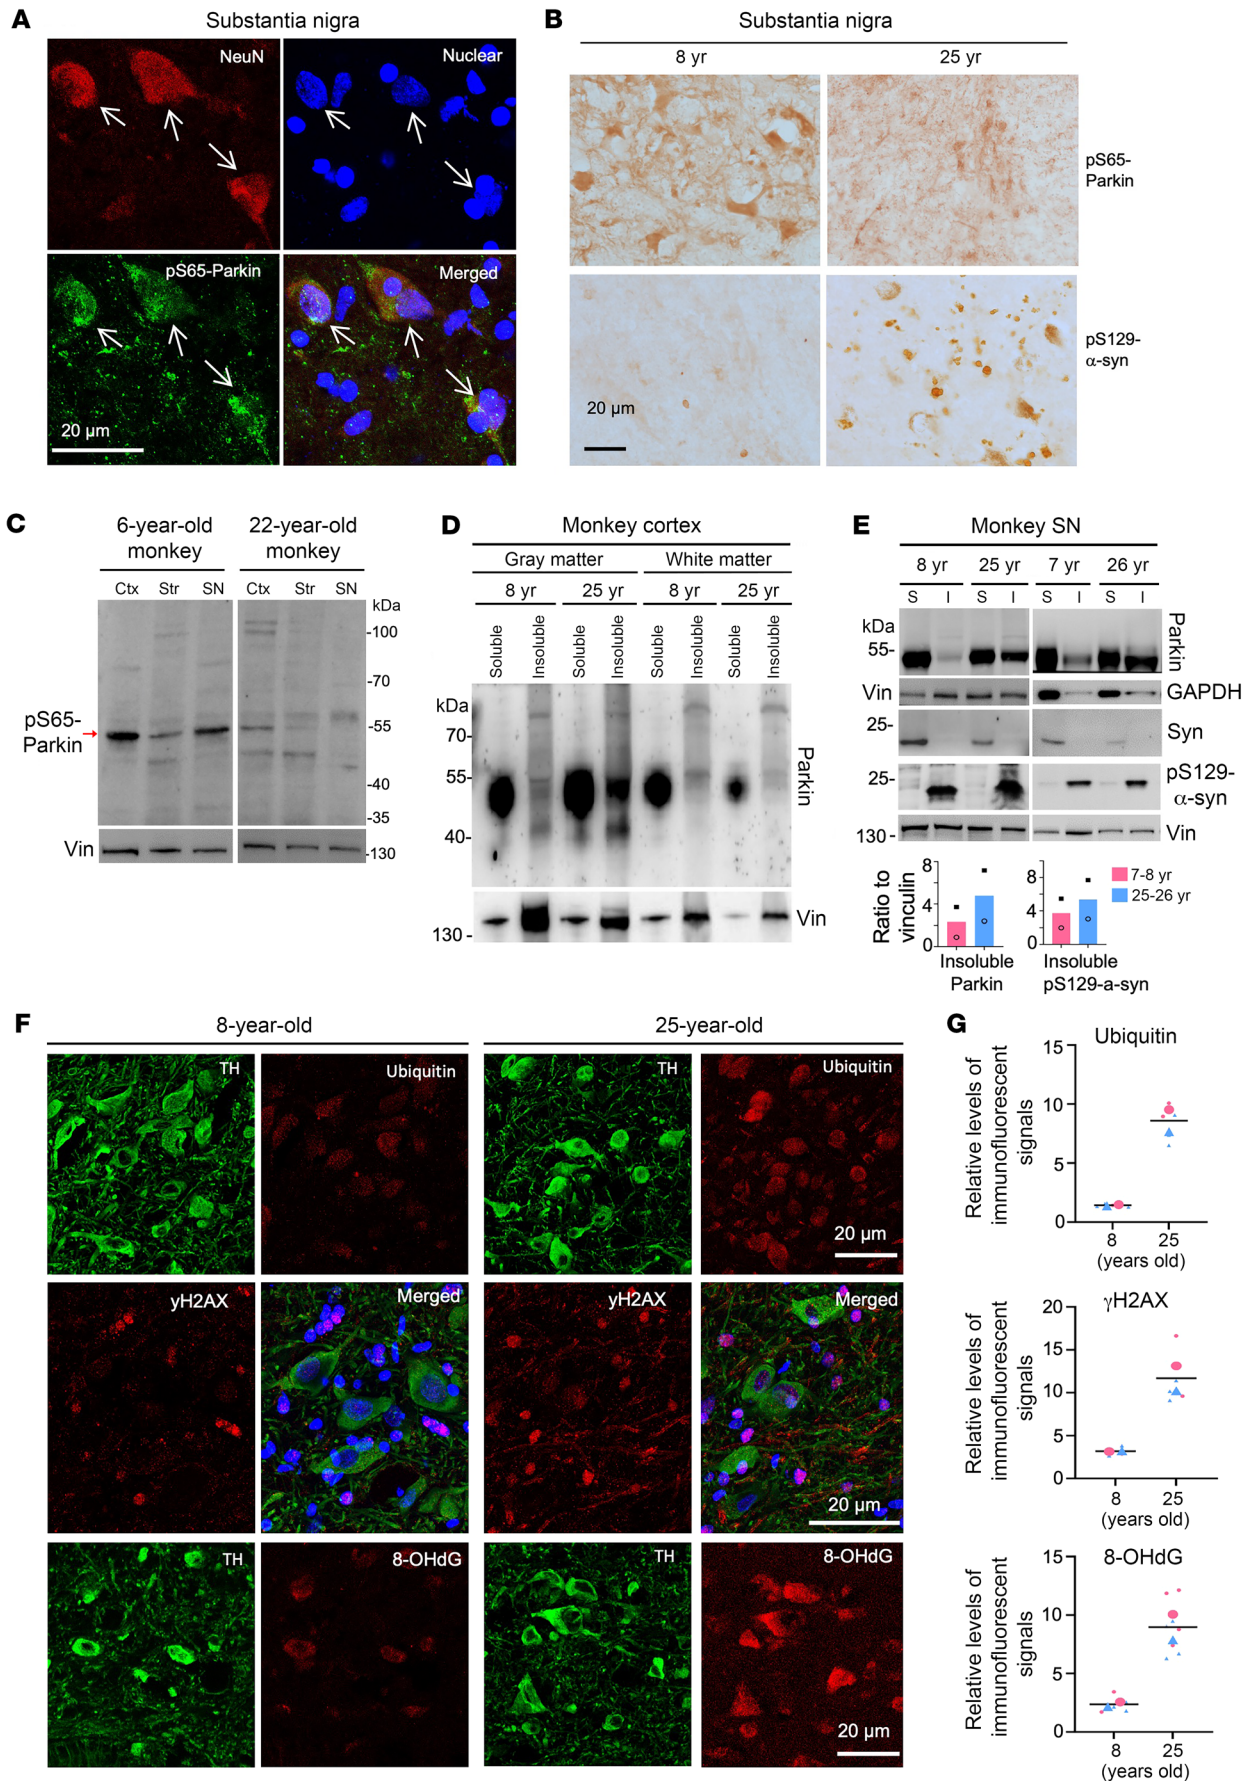 A
Substantia nigra
NeuN
Nuclear
pS65-Parkin
Merged
20 µm
B
Substantia nigra
8 yr
25 yr
pS65-
Parkin
pS129-
α-syn
20 µm
C
6-year-old
monkey
22-year-old
monkey
Ctx Str SN Ctx Str SN
kDa
-100
-70
-55
-40
-35
pS65-
Parkin
Vin
-130
D
Monkey cortex
Gray matter
White matter
8 yr 25 yr 8 yr 25 yr
Soluble Insoluble Soluble Insoluble Soluble Insoluble Soluble Insoluble
kDa
70-
55-
40-
Parkin
130 -
Vin
E
Monkey SN
8 yr 25 yr 7 yr 26 yr
S I S I S I S I
kDa
55-
Parkin
Vin
GAPDH
25-
Syn
25-
pS129-
α-syn
130 -
Vin
Ratio to
vinculin
8
4
0
Insoluble
Parkin
8
4
0
Insoluble
pS129-a-syn
7-8 yr
25-26 yr
F
8-year-old
25-year-old
TH
Ubiquitin
TH
Ubiquitin
20 µm
yH2AX
Merged
yH2AX
Merged
20 µm
TH
8-OHdG
TH
8-OHdG
20 µm
G
Ubiquitin
Relative levels of
immunofluorescent
signals
15
10
5
0
8 25
(years old)
γH2AX
Relative levels of
immunofluorescent
signals
20
15
10
5
0
8 25
(years old)
8-OHdG
Relative levels of
immunofluorescent
signals
15
10
5
0
8 25
(years old)